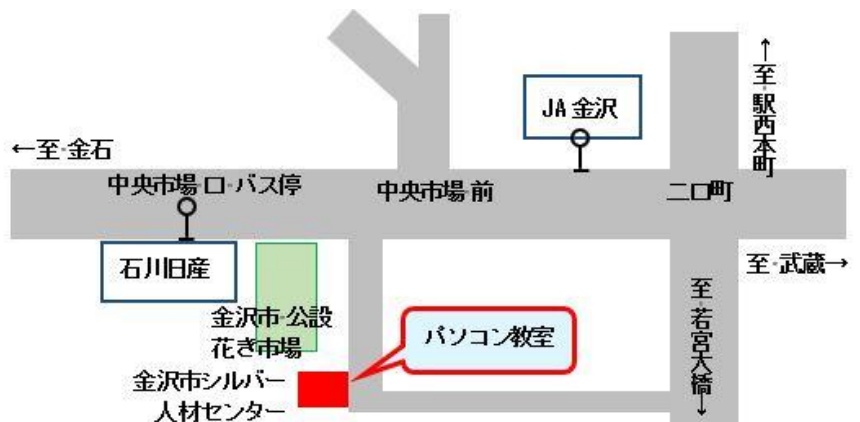 JA金沢
↑至・駅西本町
←至・金石
中央市場・口・バス停
中央市場・前
二口町
石川日産
至・武蔵→
金沢市・公設
花き市場
パソコン教室
至・若宮大橋→
金沢市シルバー
人材センター